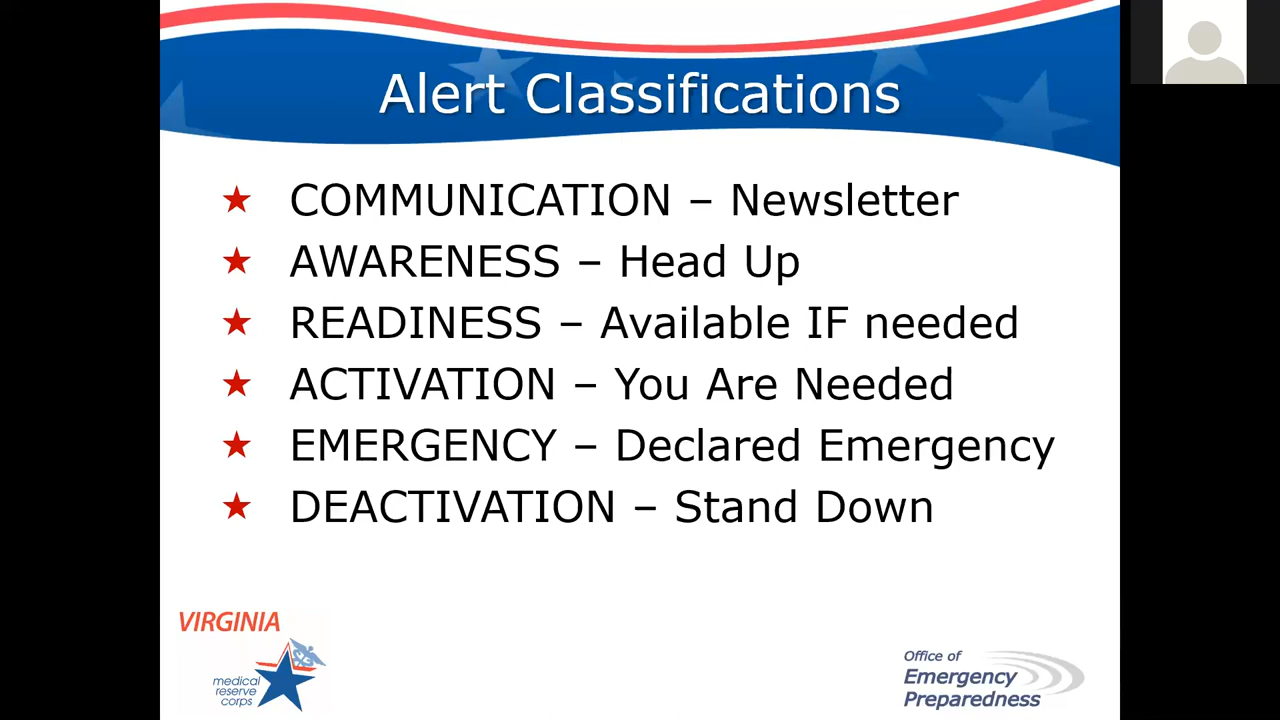 Alert Classifications
COMMUNICATION – Newsletter
AWARENESS – Head Up
READINESS – Available IF needed
ACTIVATION – You Are Needed
EMERGENCY – Declared Emergency
DEACTIVATION – Stand Down
VIRGINIA
medical
reserve
corps
Office of
Emergency
Preparedness